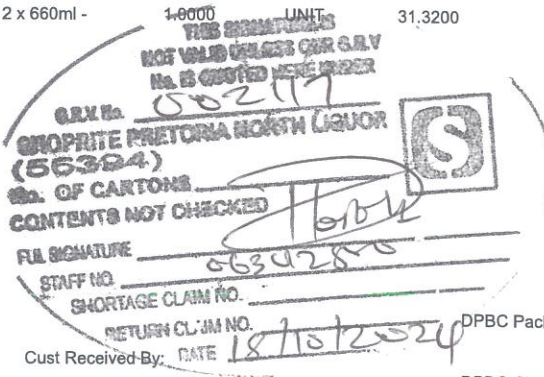 2 x 660ml - 1,0000 UNIT 31,3200
THIS SIGNATURE IS
NOT VALID UNLESS OUR G.R.V
No. IS QUOTED HERE UNDER
G.R.V. No. 002117
SHOPRITE PRETORIA NORTH LIQUOR
(56394)
No. OF CARTONS
CONTENTS NOT CHECKED
FULL SIGNATURE
STAFF NO.
SHORTAGE CLAIM NO.
RETURN CLAIM NO. DPBC Pac
Cust Received By: DATE 18/10/2024